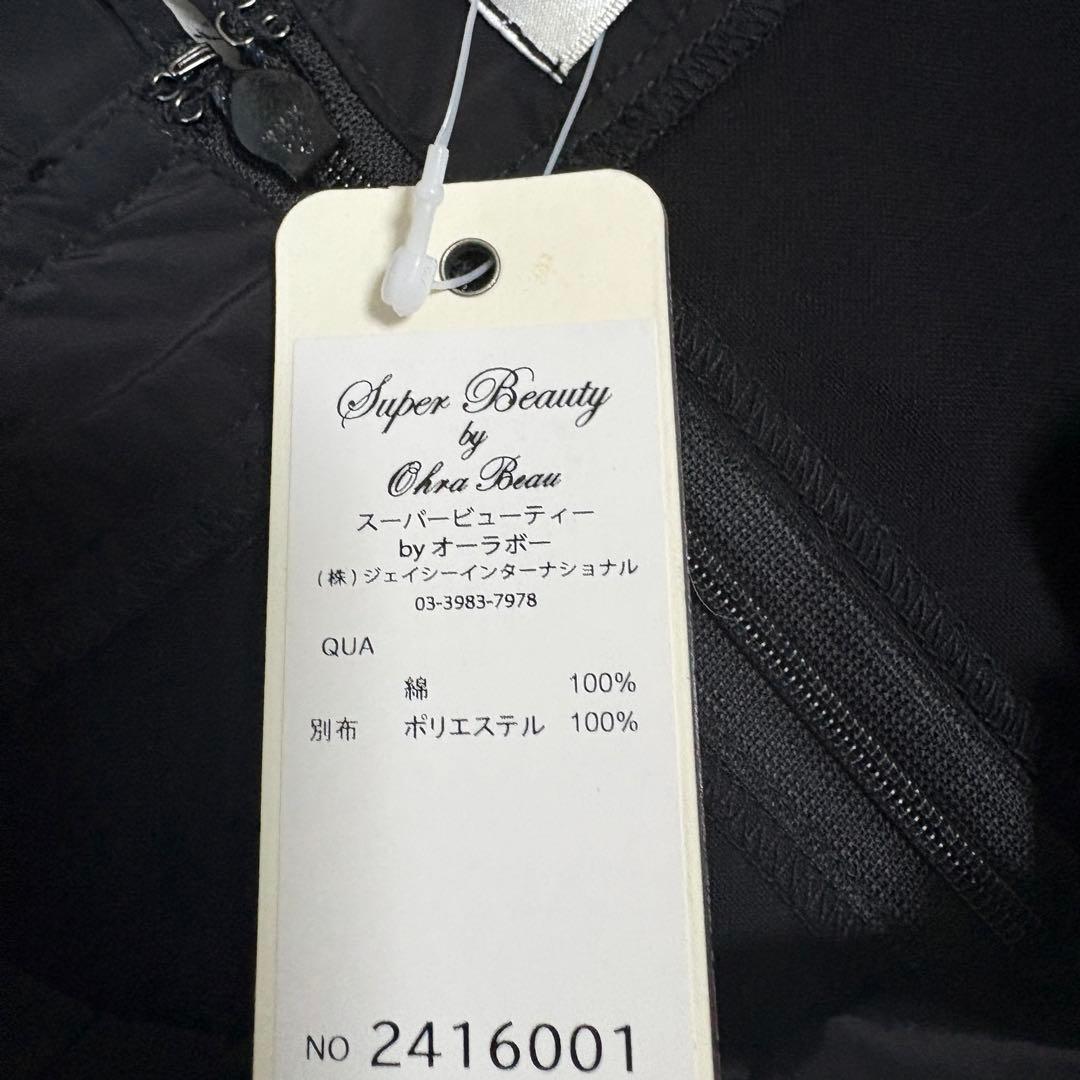 Super Beauty
by
Ohra Beau
スーパービューティー
by オーラボー
(株)ジェイシーインターナショナル
03-3983-7978
QUA
綿 100%
別布 ポリエステル 100%
NO 2416001